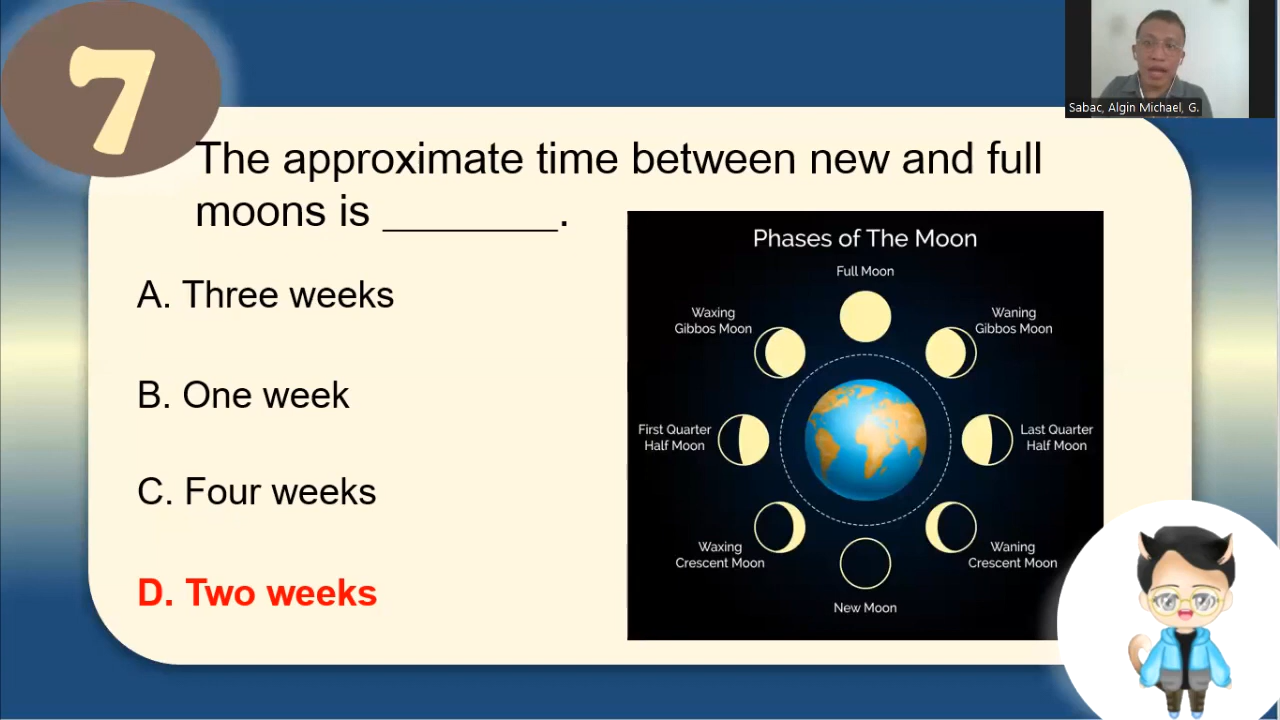 7
Sabac, Algin Michael, G.
The approximate time between new and full
moons is ________.
A. Three weeks
B. One week
C. Four weeks
D. Two weeks
Phases of The Moon
Full Moon
Waxing
Gibbos Moon
Waning
Gibbos Moon
First Quarter
Half Moon
Last Quarter
Half Moon
Waxing
Crescent Moon
Waning
Crescent Moon
New Moon